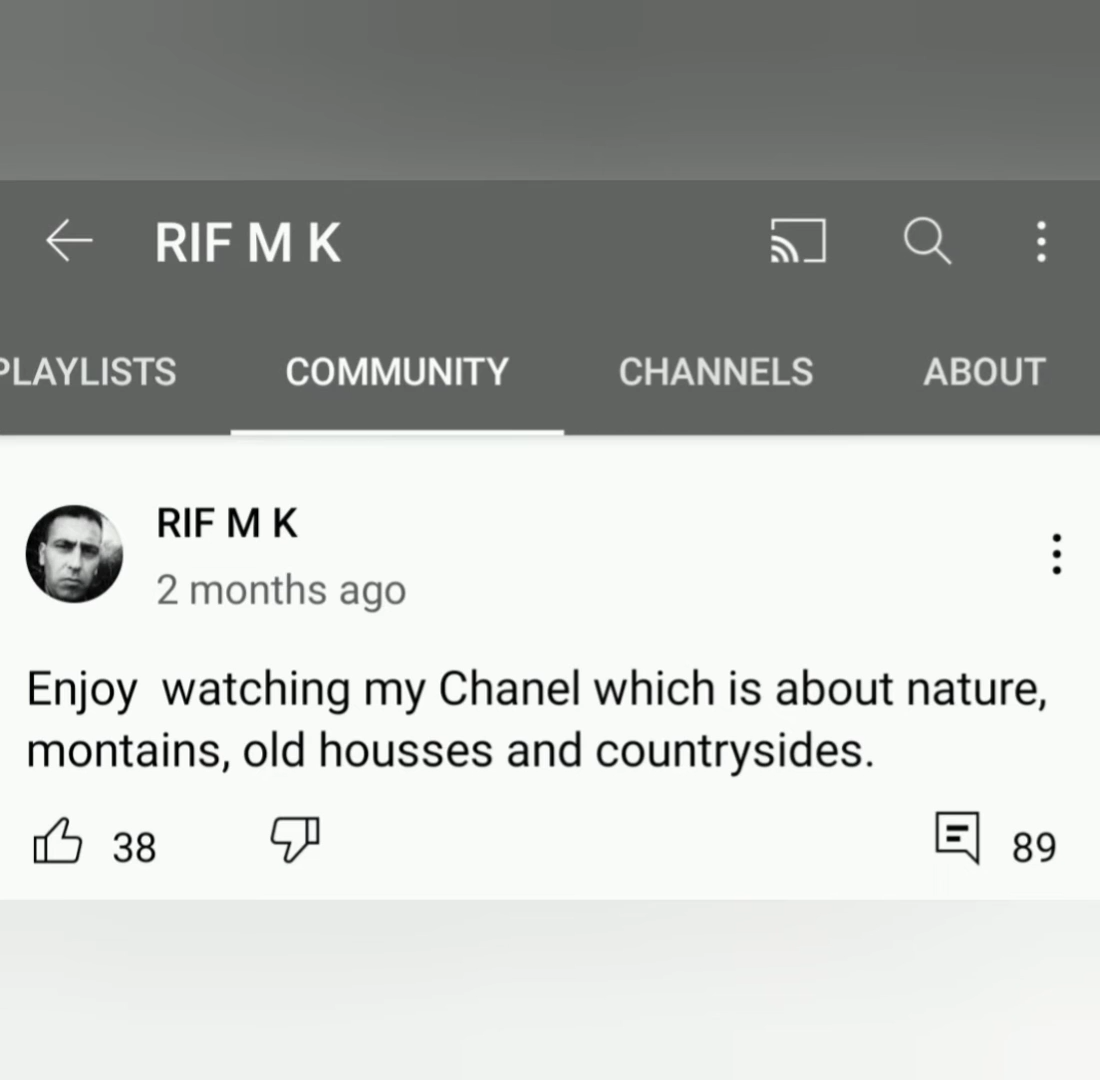 RIF M K
PLAYLISTS COMMUNITY CHANNELS ABOUT
RIF M K
2 months ago
Enjoy  watching my Chanel which is about nature,
montains, old housses and countrysides.
38 89